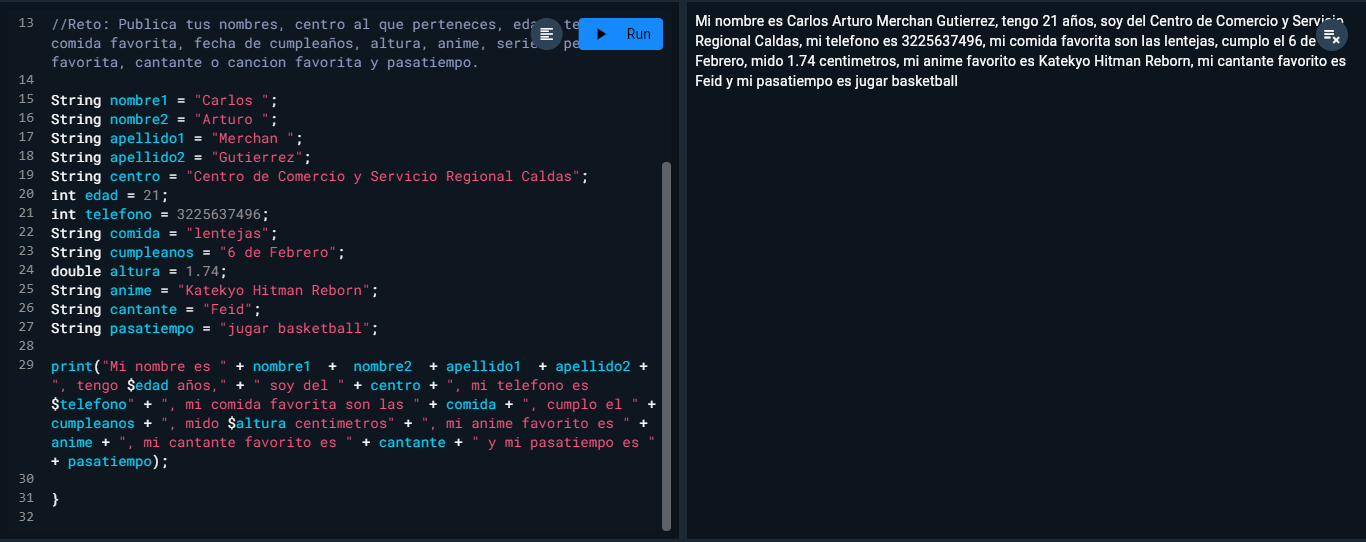 13 //Reto: Publica tus nombres, centro al que perteneces,
Run
comida favorita, fecha de cumpleaños, altura, anime,
favorita, cantante o cancion favorita y pasatiempo.
14
15 String nombre1 = "Carlos ";
16 String nombre2 = "Arturo ";
17 String apellido1 = "Merchan ";
18 String apellido2 = "Gutierrez";
19 String centro = "Centro de Comercio y Servicio Regional Caldas";
20 int edad = 21;
21 int telefono = 3225637496;
22 String comida = "lentejas";
23 String cumpleanos = "6 de Febrero";
24 double altura = 1.74;
25 String anime = "Katekyo Hitman Reborn";
26 String cantante = "Feid";
27 String pasatiempo = "jugar basketball";
28
29 print("Mi nombre es " + nombre1  +  nombre2  + apellido1  + apellido2 +
", tengo $edad años," + " soy del " + centro + ", mi telefono es
$telefono" + ", mi comida favorita son las " + comida + ", cumplo el " +
cumpleanos + ", mido $altura centimetros" + ", mi anime favorito es " +
anime + ", mi cantante favorito es " + cantante + " y mi pasatiempo es "
+ pasatiempo);
30
31 }
32
Mi nombre es Carlos Arturo Merchan Gutierrez, tengo 21 años, soy del Centro de Comercio y Servicio
Regional Caldas, mi telefono es 3225637496, mi comida favorita son las lentejas, cumplo el 6 de
Febrero, mido 1.74 centimetros, mi anime favorito es Katekyo Hitman Reborn, mi cantante favorito es
Feid y mi pasatiempo es jugar basketball